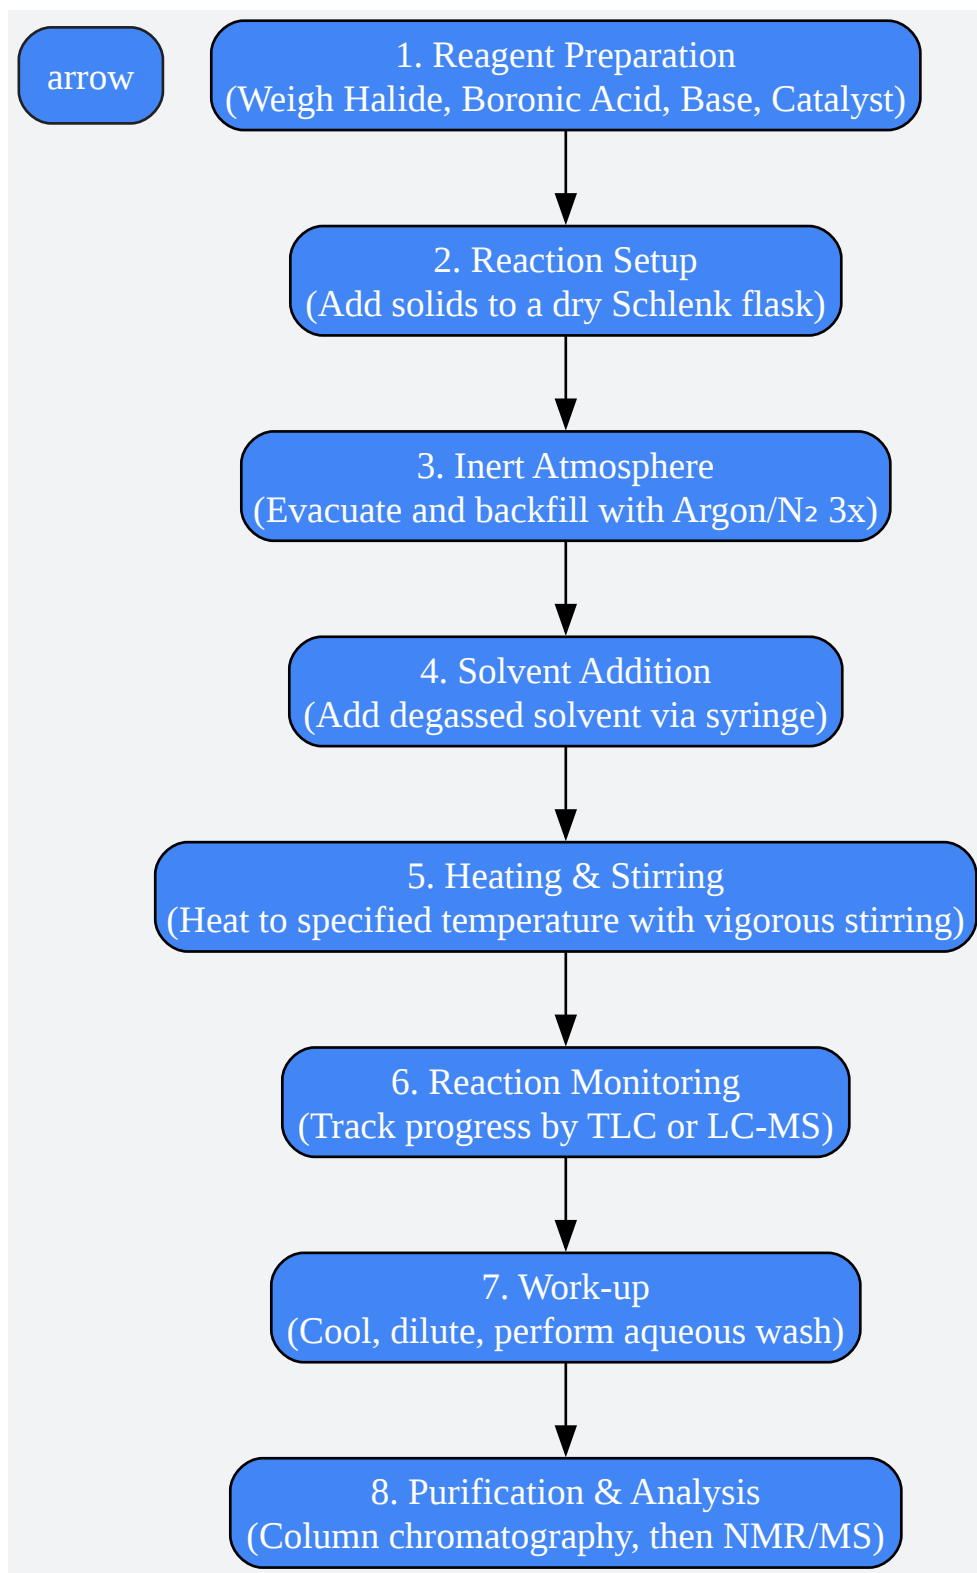 arrow
1. Reagent Preparation
(Weigh Halide, Boronic Acid, Base, Catalyst)
2. Reaction Setup
(Add solids to a dry Schlenk flask)
3. Inert Atmosphere
(Evacuate and backfill with Argon/N₂ 3x)
4. Solvent Addition
(Add degassed solvent via syringe)
5. Heating & Stirring
(Heat to specified temperature with vigorous stirring)
6. Reaction Monitoring
(Track progress by TLC or LC-MS)
7. Work-up
(Cool, dilute, perform aqueous wash)
8. Purification & Analysis
(Column chromatography, then NMR/MS)